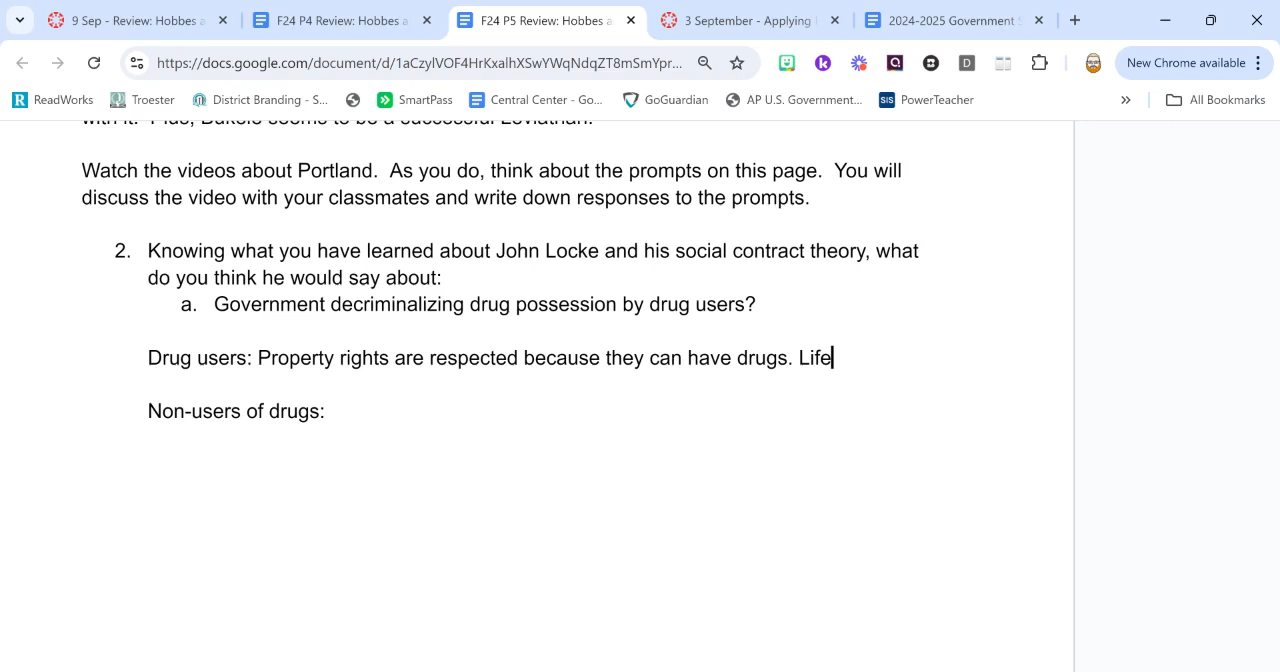 9 Sep - Review: Hobbes a
F24 P4 Review: Hobbes a
F24 P5 Review: Hobbes a
3 September - Applying
2024-2025 Government S
https://docs.google.com/document/d/1aCzylVOF4HrKxalhXSwYWqNdqZT8mSmYpr...
New Chrome available
ReadWorks
Troester
District Branding - S...
SmartPass
Central Center - Go...
GoGuardian
AP U.S. Government...
SIS PowerTeacher
All Bookmarks
Watch the videos about Portland. As you do, think about the prompts on this page. You will
discuss the video with your classmates and write down responses to the prompts.
2. Knowing what you have learned about John Locke and his social contract theory, what
do you think he would say about:
a. Government decriminalizing drug possession by drug users?
Drug users: Property rights are respected because they can have drugs. Life
Non-users of drugs: